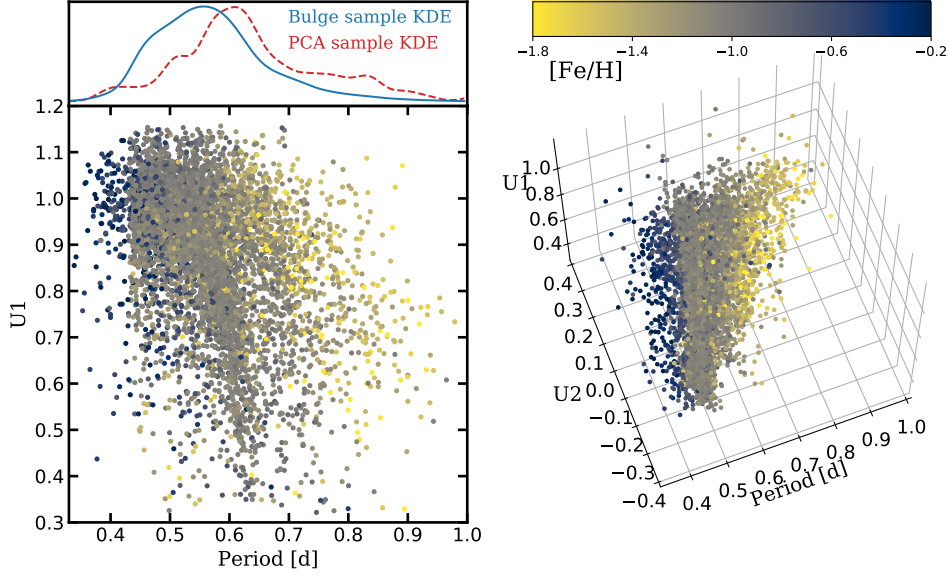 Bulge sample KDE
PCA sample KDE
−1.8 −1.4 −1.0 −0.6 −0.2
[Fe/H]
1.2
1.1
1.0
0.9
0.8
0.7
0.6
0.5
0.4
0.3
U1
0.4 0.5 0.6 0.7 0.8 0.9 1.0
Period [d]
U1
1.0
0.8
0.6
0.4
U2
0.4
0.3
0.2
0.1
0.0
−0.1
−0.2
−0.3
−0.4
0.4 0.5 0.6 0.7 0.8 0.9 1.0
Period [d]